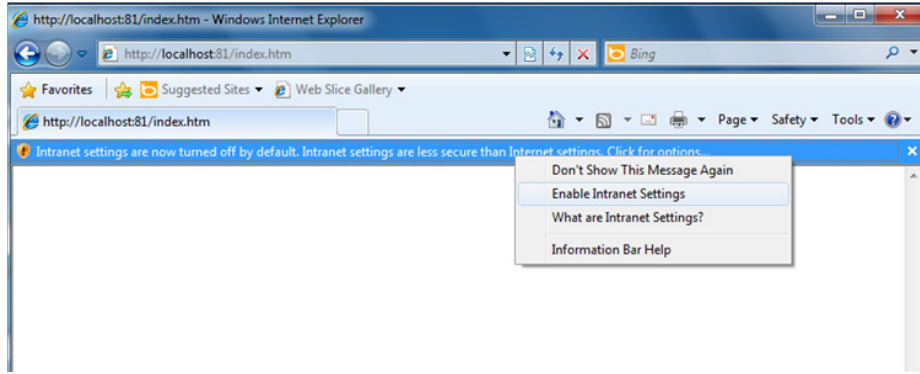 http://localhost:81/index.htm - Windows Internet Explorer
http://localhost:81/index.htm
Bing
Favorites Suggested Sites Web Slice Gallery
http://localhost:81/index.htm
Page Safety Tools
Intranet settings are now turned off by default. Intranet settings are less secure than Internet settings. Click for options...
Don't Show This Message Again
Enable Intranet Settings
What are Intranet Settings?
Information Bar Help